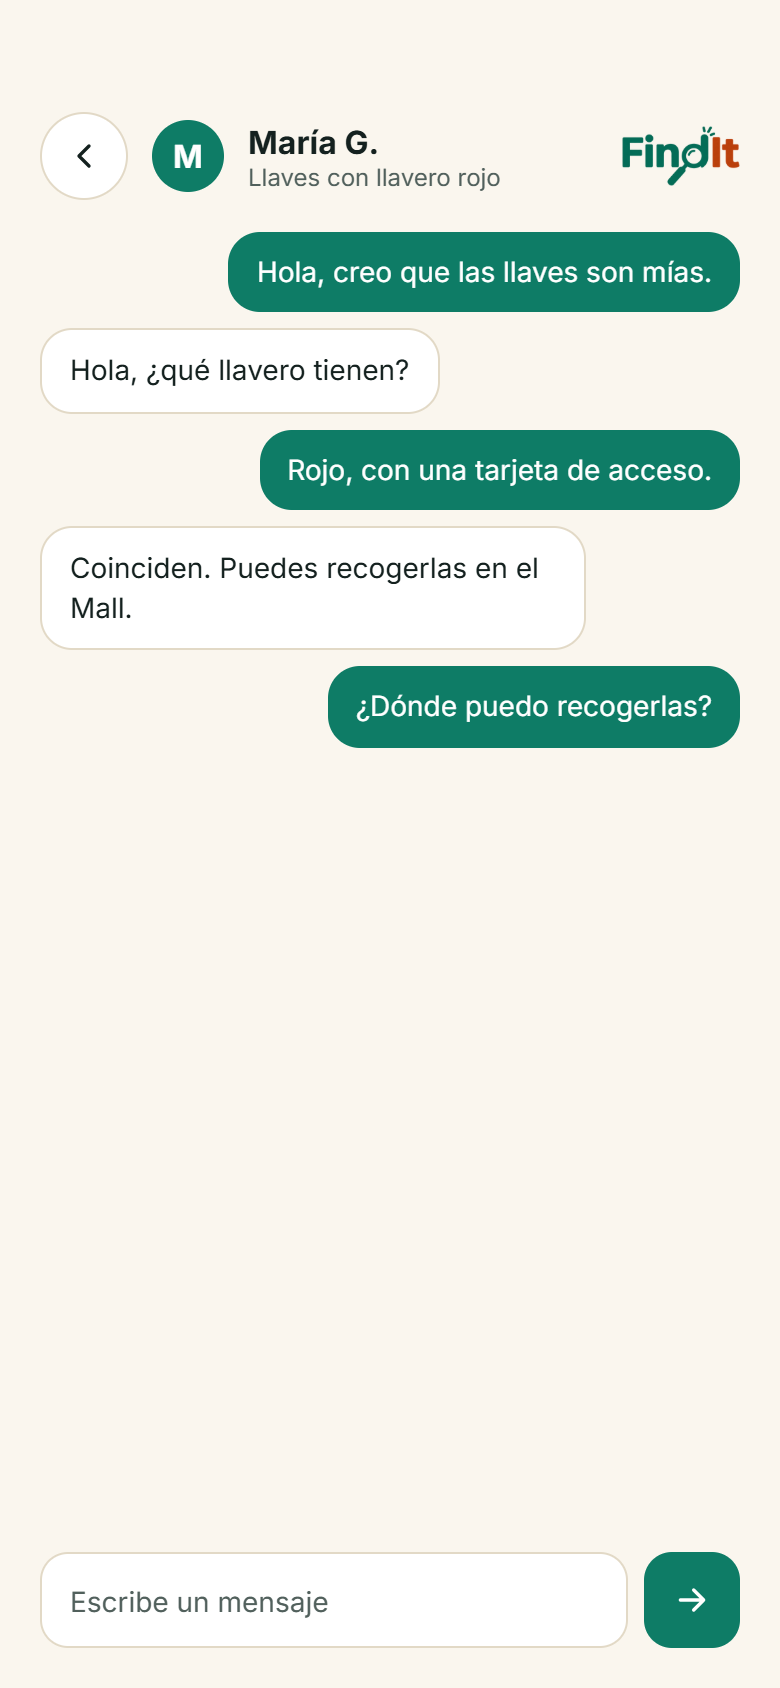 María G.
Llaves con llavero rojo
M
FindIt
Hola, creo que las llaves son mías.
Hola, ¿qué llavero tienen?
Rojo, con una tarjeta de acceso.
Coinciden. Puedes recogerlas en el
Mall.
¿Dónde puedo recogerlas?
Escribe un mensaje